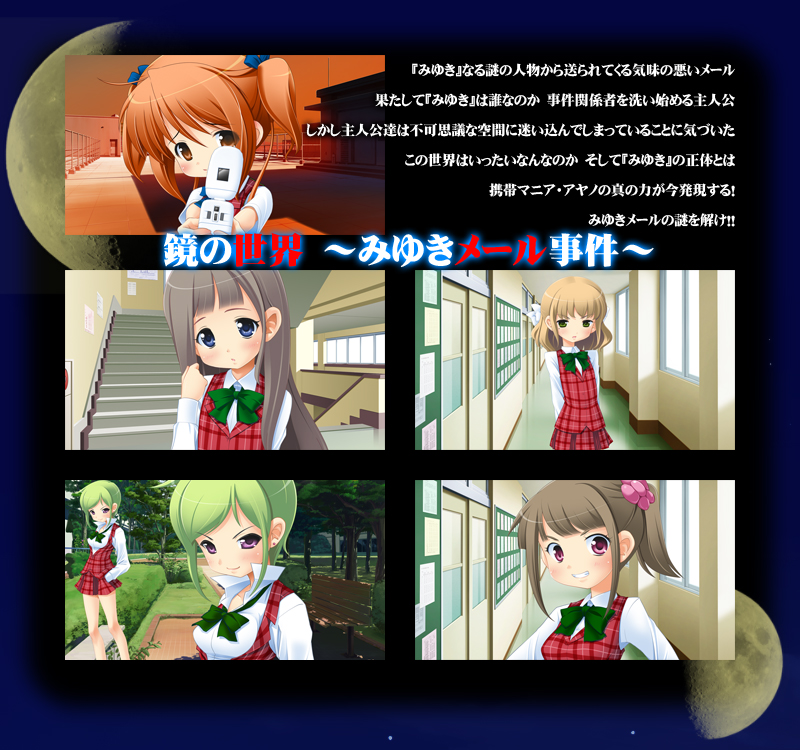 『みゆき』なる謎の人物から送られてくる気味の悪いメール
果たして『みゆき』は誰なのか 事件関係者を洗い始める主人公
しかし主人公達は不可思議な空間に迷い込んでしまっていることに気づいた
この世界はいったいなんなのか そして『みゆき』の正体とは
携帯マニア・アヤノの真の力が今発現する!
みゆきメールの謎を解け!!
鏡の世界 ～みゆきメール事件～